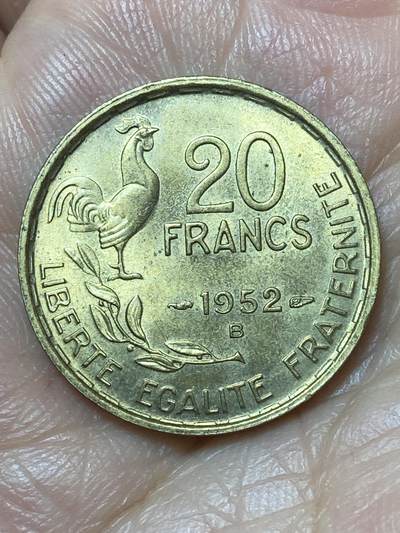 20
FRANCS
1952
B
LIBERTE EGALITE FRATERNITE